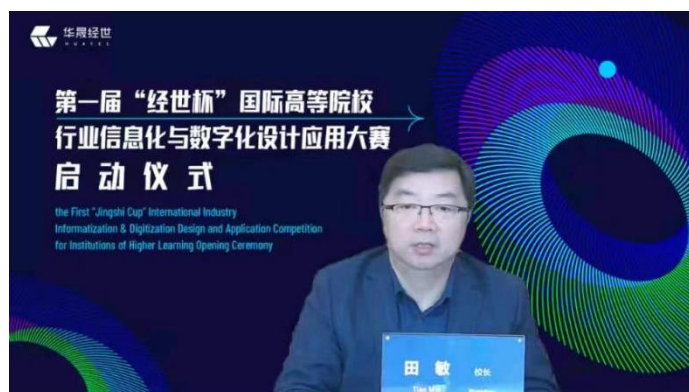 华晟经世
HUATEC
第一届“经世杯”国际高等院校
行业信息化与数字化设计应用大赛
启动仪式
the First "Jingshi Cup" International Industry
Informatization & Digitization Design and Application Competition
for Institutions of Higher Learning Opening Ceremony
田 敏 校长
Tian Min